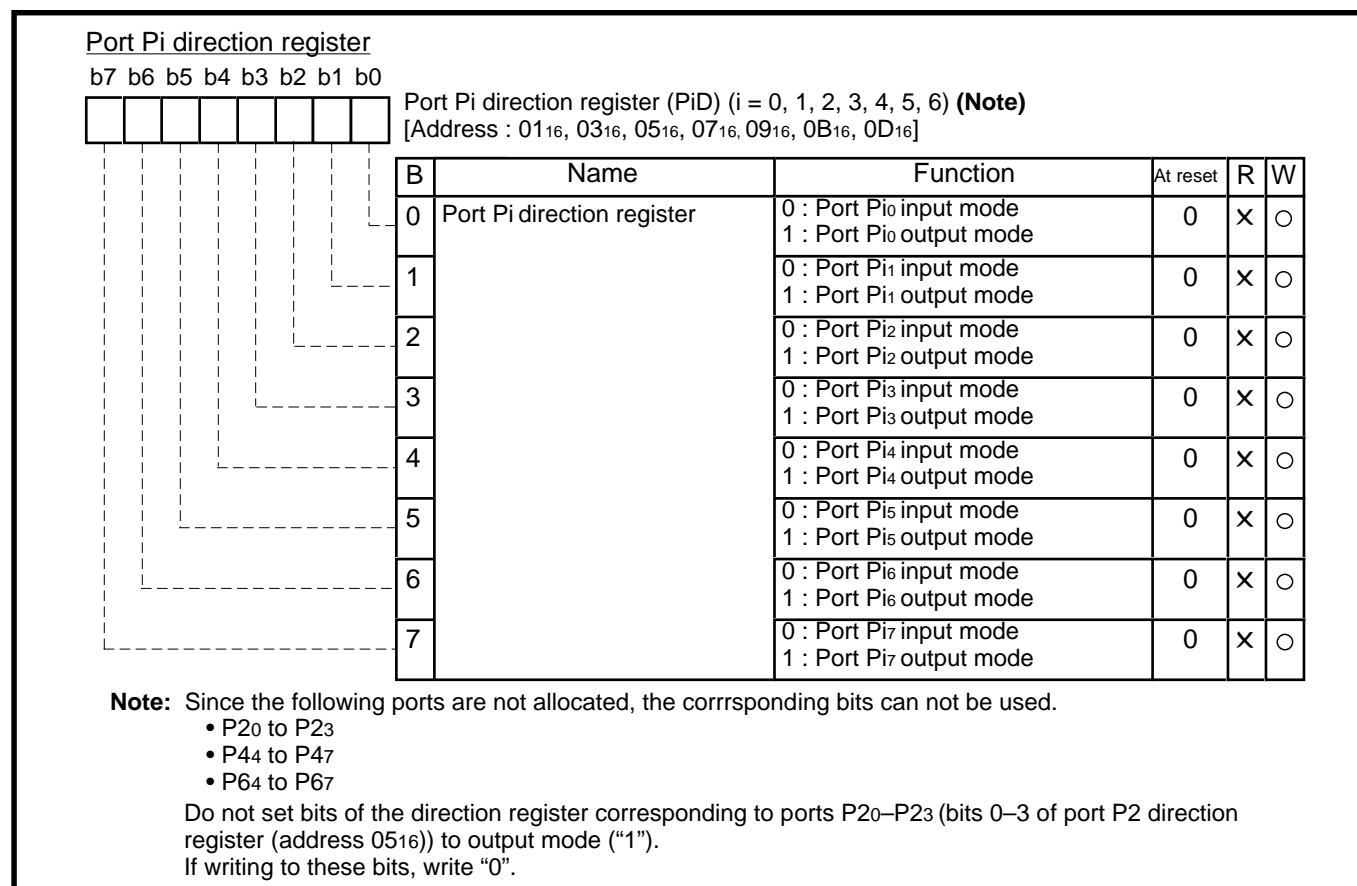 Port Pi direction register
b7 b6 b5 b4 b3 b2 b1 b0
Port Pi direction register (PiD) (i = 0, 1, 2, 3, 4, 5, 6) (Note)
[Address : 0116, 0316, 0516, 0716, 0916, 0B16, 0D16]
B Name Function At reset R W
0 Port Pi direction register 0 : Port Pi0 input mode 0 × ○
1 : Port Pi0 output mode
1 0 : Port Pi1 input mode 0 × ○
1 : Port Pi1 output mode
2 0 : Port Pi2 input mode 0 × ○
1 : Port Pi2 output mode
3 0 : Port Pi3 input mode 0 × ○
1 : Port Pi3 output mode
4 0 : Port Pi4 input mode 0 × ○
1 : Port Pi4 output mode
5 0 : Port Pi5 input mode 0 × ○
1 : Port Pi5 output mode
6 0 : Port Pi6 input mode 0 × ○
1 : Port Pi6 output mode
7 0 : Port Pi7 input mode 0 × ○
1 : Port Pi7 output mode
Note: Since the following ports are not allocated, the corrrsponding bits can not be used.
• P20 to P23
• P44 to P47
• P64 to P67
Do not set bits of the direction register corresponding to ports P20–P23 (bits 0–3 of port P2 direction
register (address 0516)) to output mode (“1”).
If writing to these bits, write “0”.